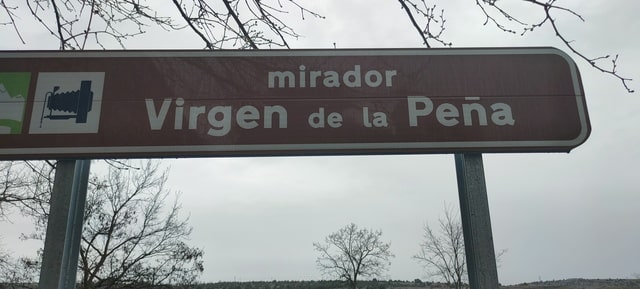 mirador
Virgen de la Peña